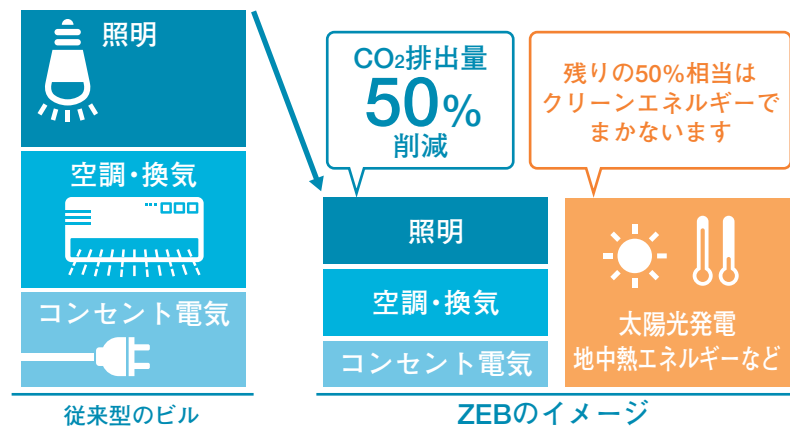 照明
空調・換気
コンセント電気
従来型のビル
CO₂排出量
50%
削減
照明
空調・換気
コンセント電気
残りの50%相当は
クリーンエネルギーで
まかないます
太陽光発電
地中熱エネルギーなど
ZEBのイメージ